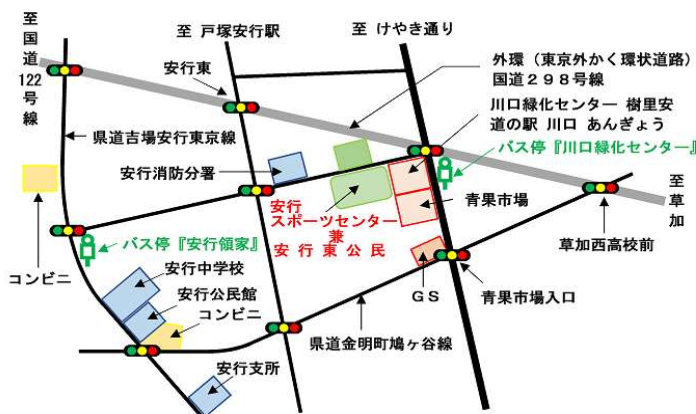 至国道122号線
至 戸塚安行駅
至 けやき通り
安行東
外環（東京外かく環状道路）
国道２９８号線
川口緑化センター 樹里安
道の駅 川口 あんぎょう
バス停『川口緑化センター』
県道吉場安行東京線
安行消防分署
安行
スポーツセンター
兼
安行東公民
青果市場
至草加
草加西高校前
バス停『安行領家』
コンビニ
安行中学校
安行公民館
コンビニ
ＧＳ
青果市場入口
県道金明町鳩ヶ谷線
安行支所